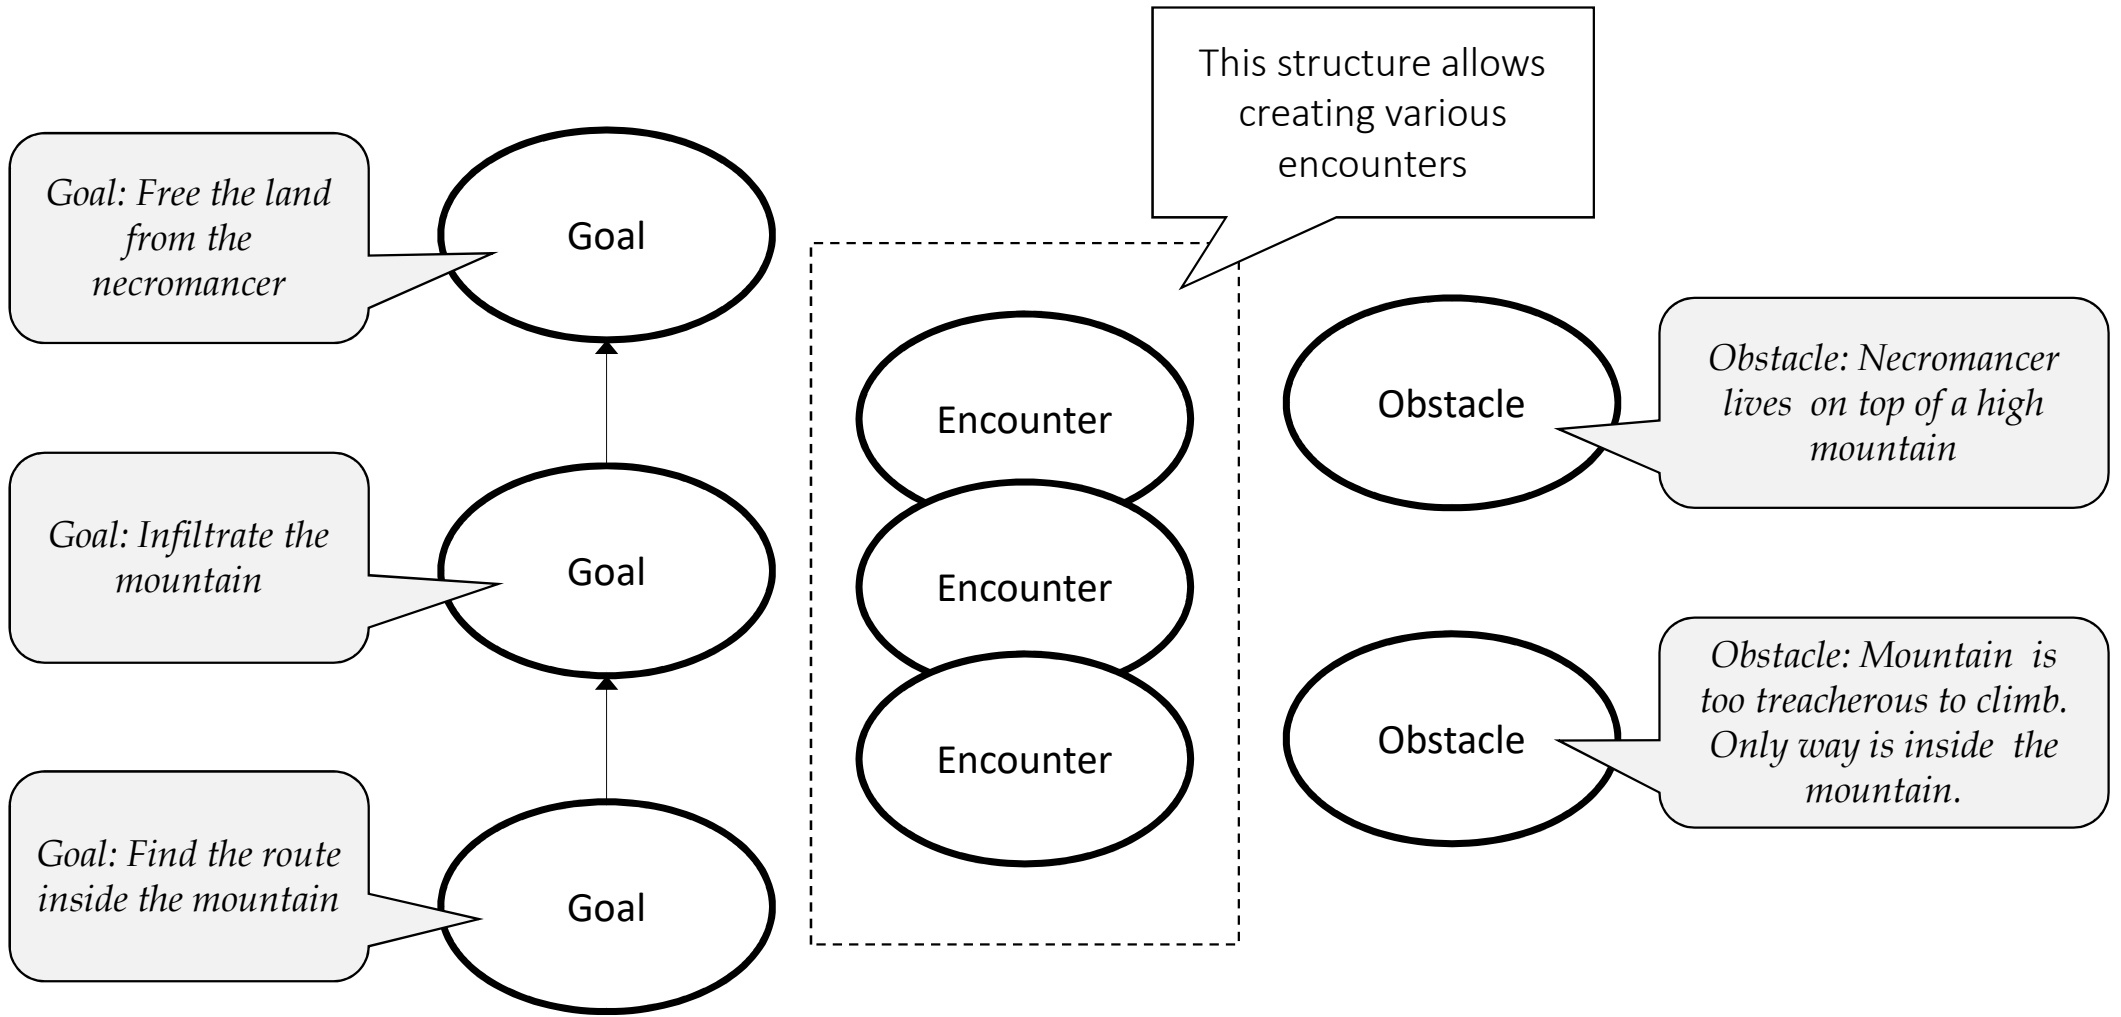 This structure allows
creating various
encounters
Goal: Free the land
from the
necromancer
Goal
Goal: Infiltrate the
mountain
Goal
Goal: Find the route
inside the mountain
Goal
Encounter
Encounter
Encounter
Obstacle
Obstacle: Necromancer
lives on top of a high
mountain
Obstacle
Obstacle: Mountain is
too treacherous to climb.
Only way is inside the
mountain.